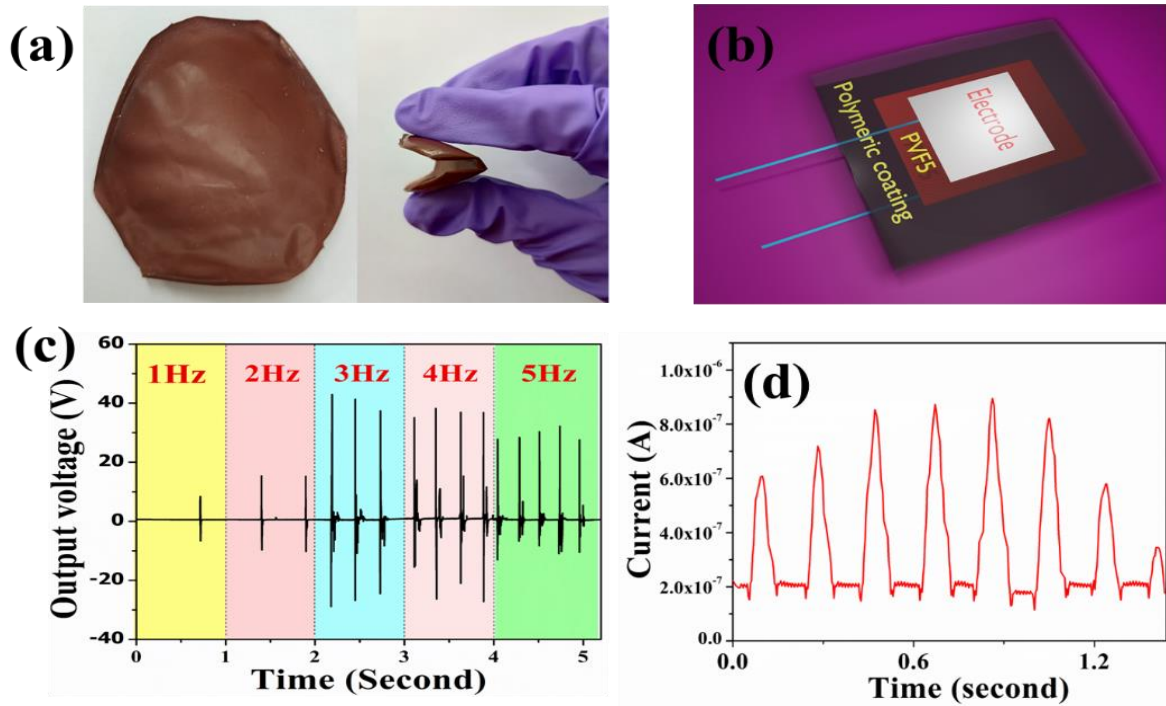 (a)
(b)
Electrode
PVF5
Polymeric coating
(c)
60
40
20
0
-20
-40
Output voltage (V)
1Hz
2Hz
3Hz
4Hz
5Hz
0
1
2
3
4
5
Time (Second)
(d)
1.0x10⁻⁶
8.0x10⁻⁷
6.0x10⁻⁷
4.0x10⁻⁷
2.0x10⁻⁷
0.0
Current (A)
0.0
0.6
1.2
Time (second)